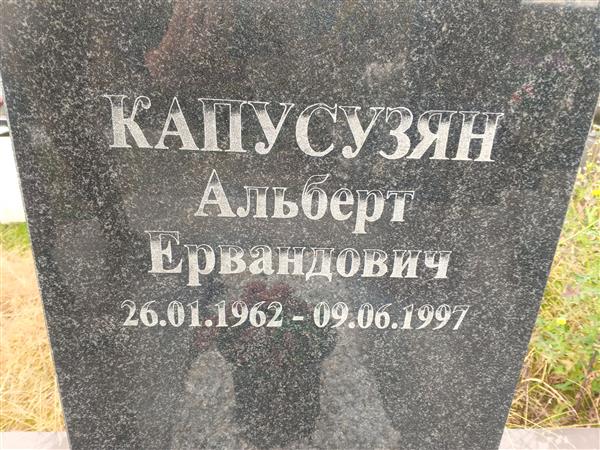 КАПУСУЗЯН
Альберт
Ервандович
26.01.1962 - 09.06.1997